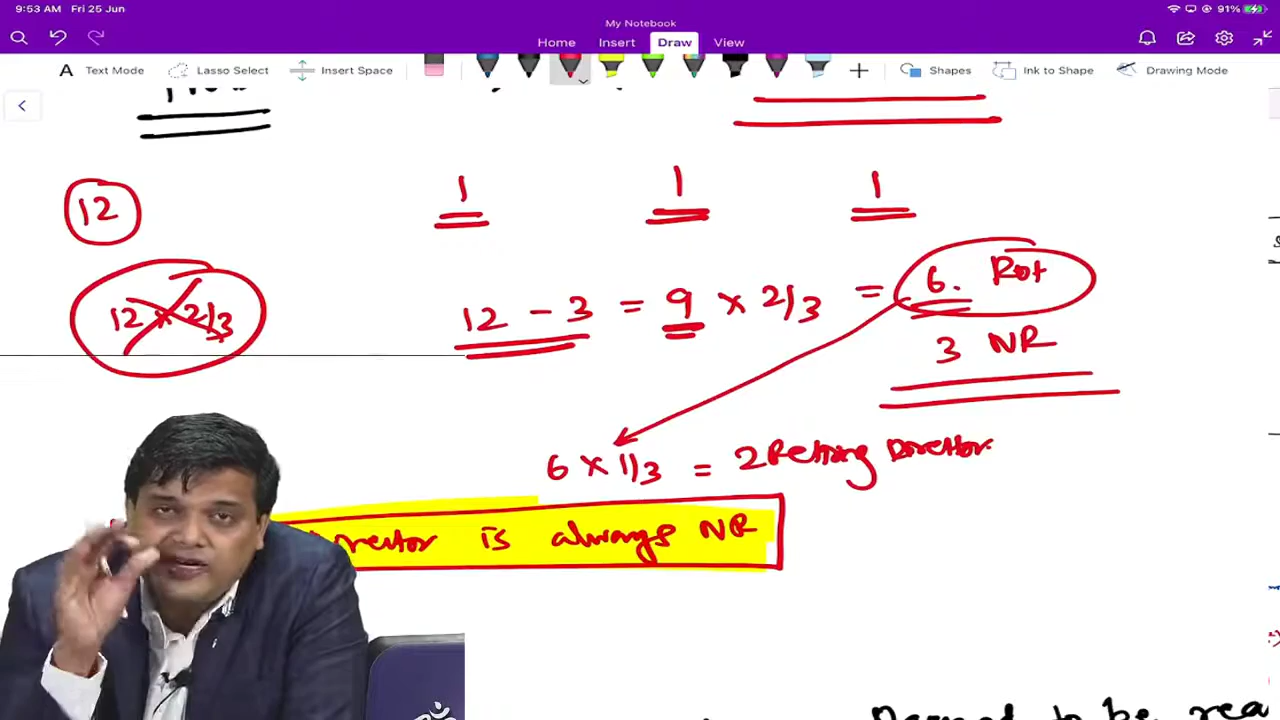 9:53 AM Fri 25 Jun
91%
My Notebook
Home Insert Draw View
A Text Mode Lasso Select Insert Space Shapes Ink to Shape Drawing Mode
12 1 1 1
12 x 2/3
12 - 3 = 9 x 2/3 = 6. Rot
3 NR
6 x 1/3 = 2 Retiring Director.
is always NR
to be